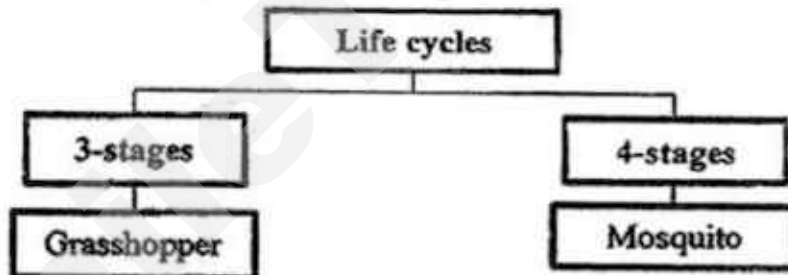 Life cycles
3-stages
4-stages
Grasshopper
Mosquito